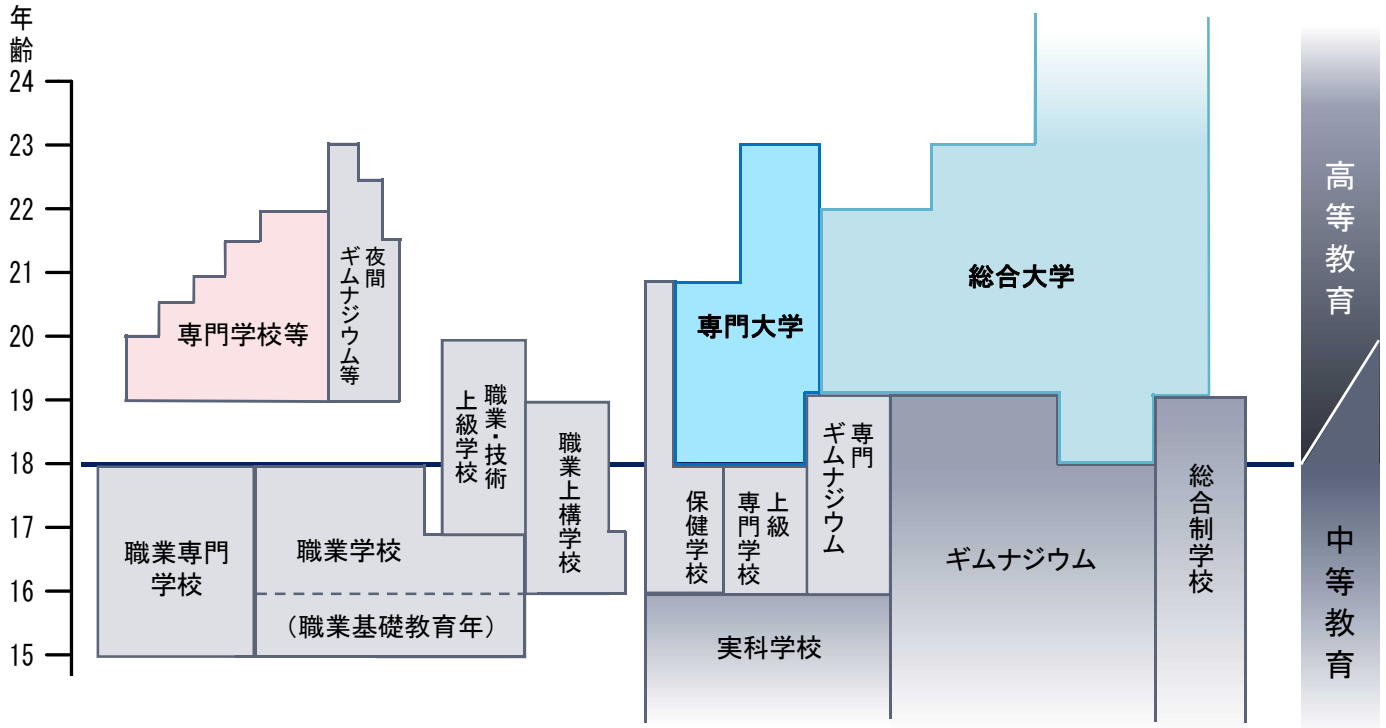 年齢
24
23
22
21
20
19
18
17
16
15
専門学校等
夜間
ギムナジウム等
職業・技術
上級学校
職業上構学校
職業専門
学校
職業学校
（職業基礎教育年）
専門大学
総合大学
保健学校
上級
専門学校
専門
ギムナジウム
ギムナジウム
総合制学校
実科学校
高等教育
中等教育